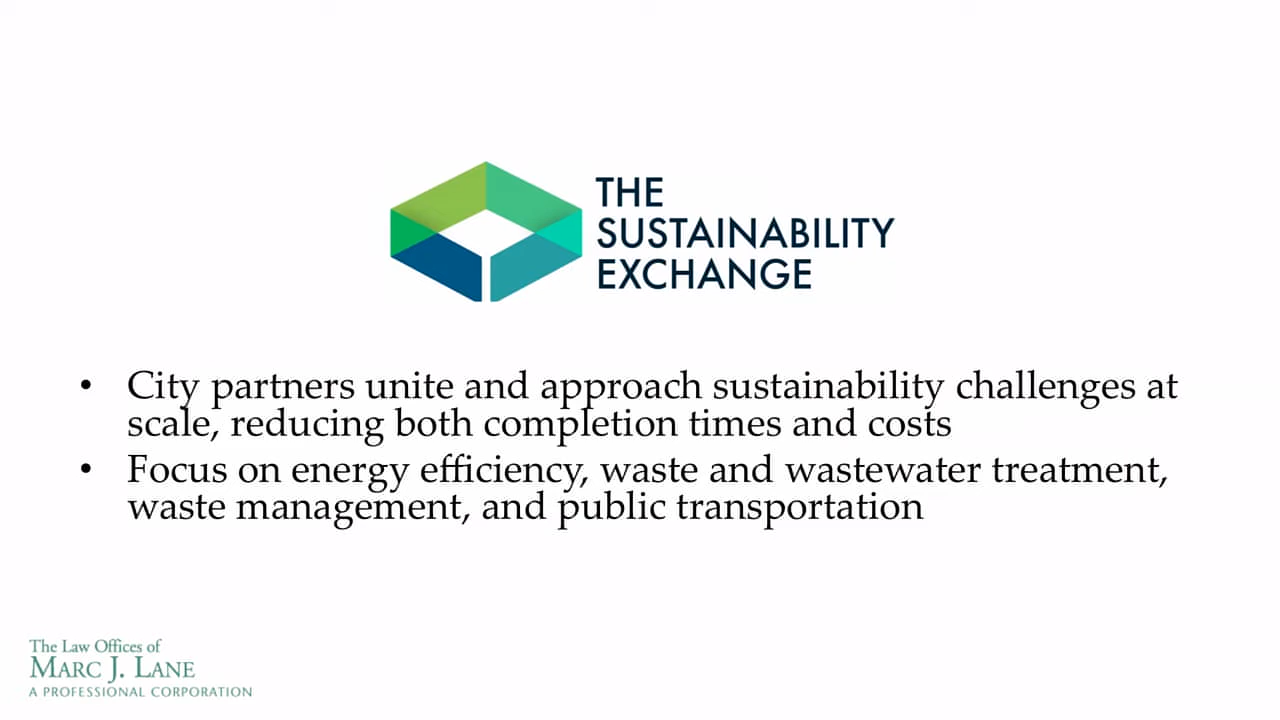 THE
SUSTAINABILITY
EXCHANGE
• City partners unite and approach sustainability challenges at
scale, reducing both completion times and costs
• Focus on energy efficiency, waste and wastewater treatment,
waste management, and public transportation
The Law Offices of
MARC J. LANE
A PROFESSIONAL CORPORATION